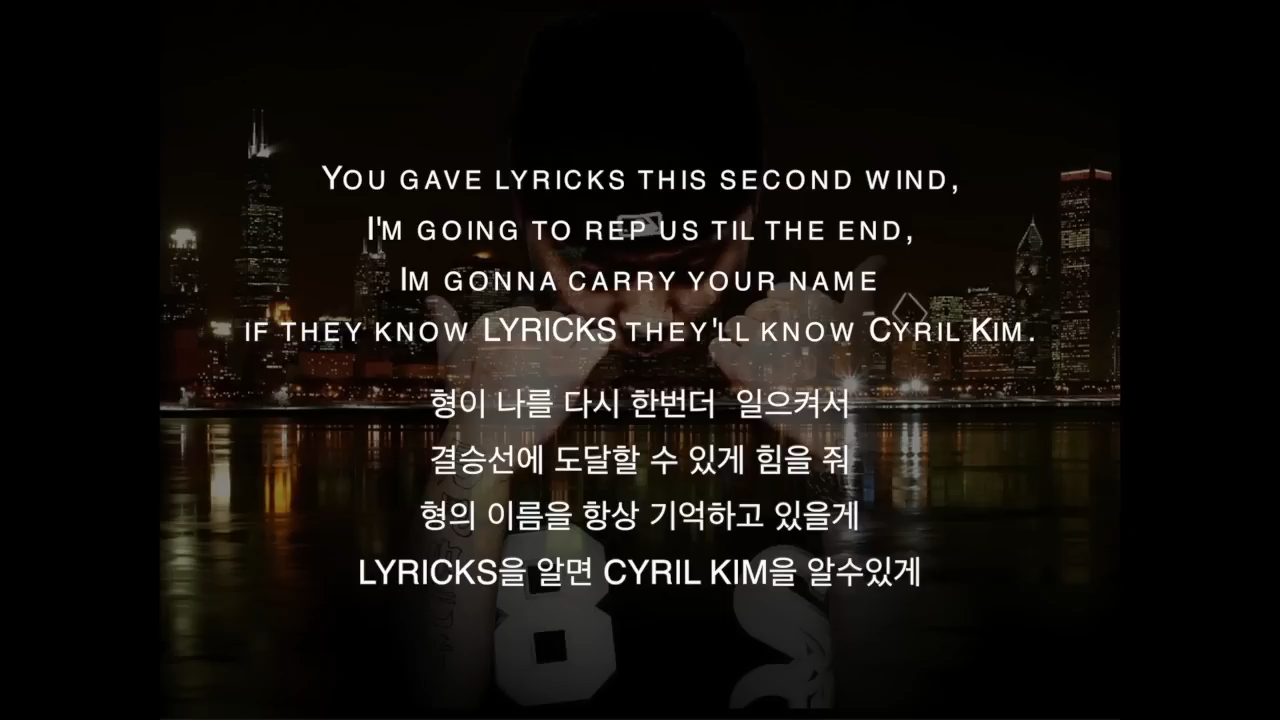 You gave LYRICKS this second wind,
I'm going to rep us til the end,
Im gonna carry your name
if they know LYRICKS they'll know Cyril Kim.
형이 나를 다시 한번더 일으켜서
결승선에 도달할 수 있게 힘을 줘
형의 이름을 항상 기억하고 있을게
LYRICKS을 알면 CYRIL KIM을 알수있게
8